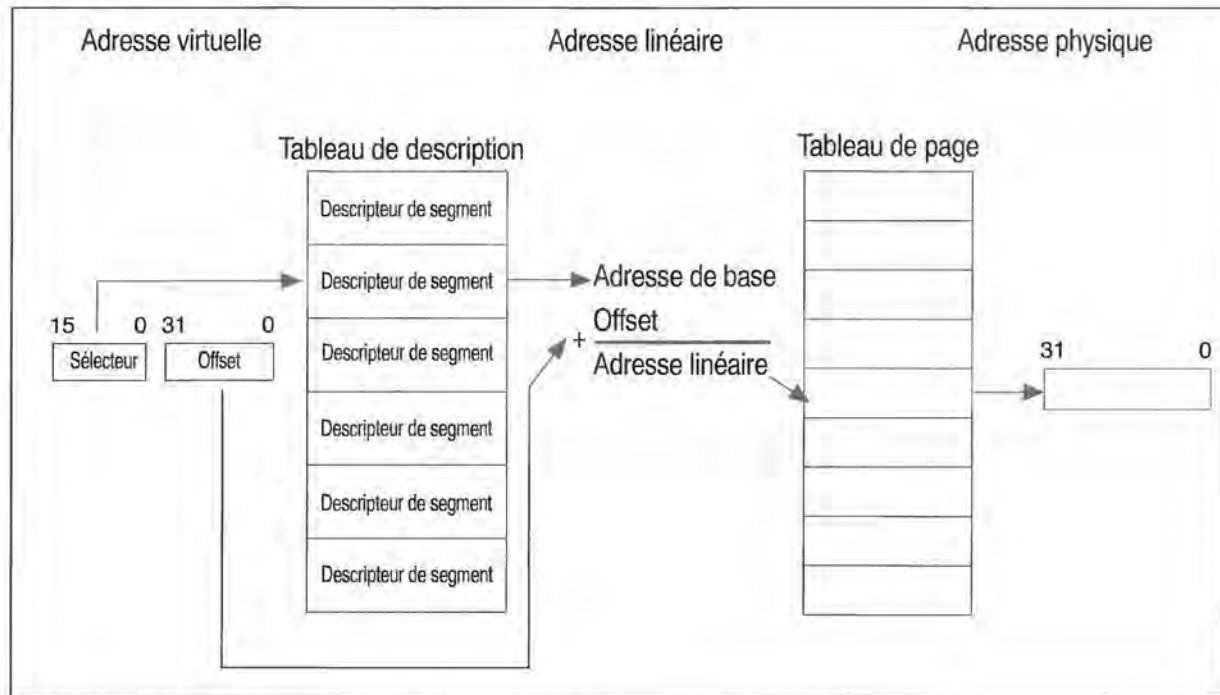 Adresse virtuelle
Adresse linéaire
Adresse physique
Tableau de description
Tableau de page
Descripteur de segment
Descripteur de segment
Descripteur de segment
Descripteur de segment
Descripteur de segment
Descripteur de segment
15 0 31 0
Sélecteur
Offset
Adresse de base
+ Offset
Adresse linéaire
31 0